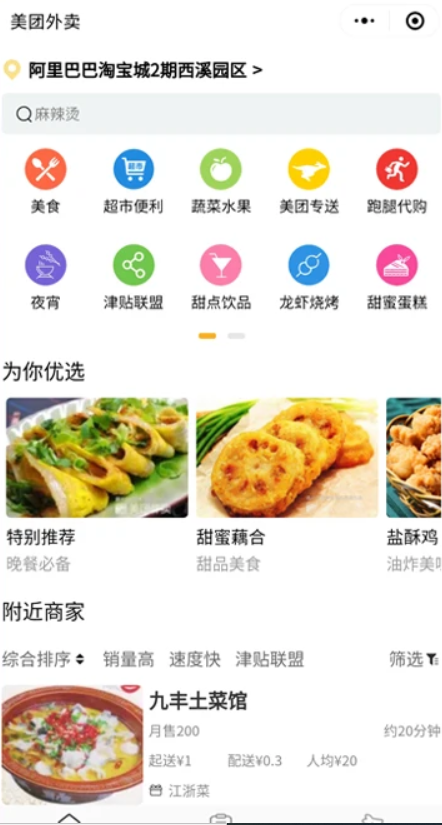 美团外卖
阿里巴巴淘宝城2期西溪园区 >
麻辣烫
美食 超市便利 蔬菜水果 美团专送 跑腿代购
夜宵 津贴联盟 甜点饮品 龙虾烧烤 甜蜜蛋糕
为你优选
特别推荐 甜蜜藕合 盐酥鸡
晚餐必备 甜品美食 油炸美
附近商家
综合排序 销量高 速度快 津贴联盟 筛选
九丰土菜馆
月售200 约20分钟
起送¥1 配送¥0.3 人均¥20
江浙菜